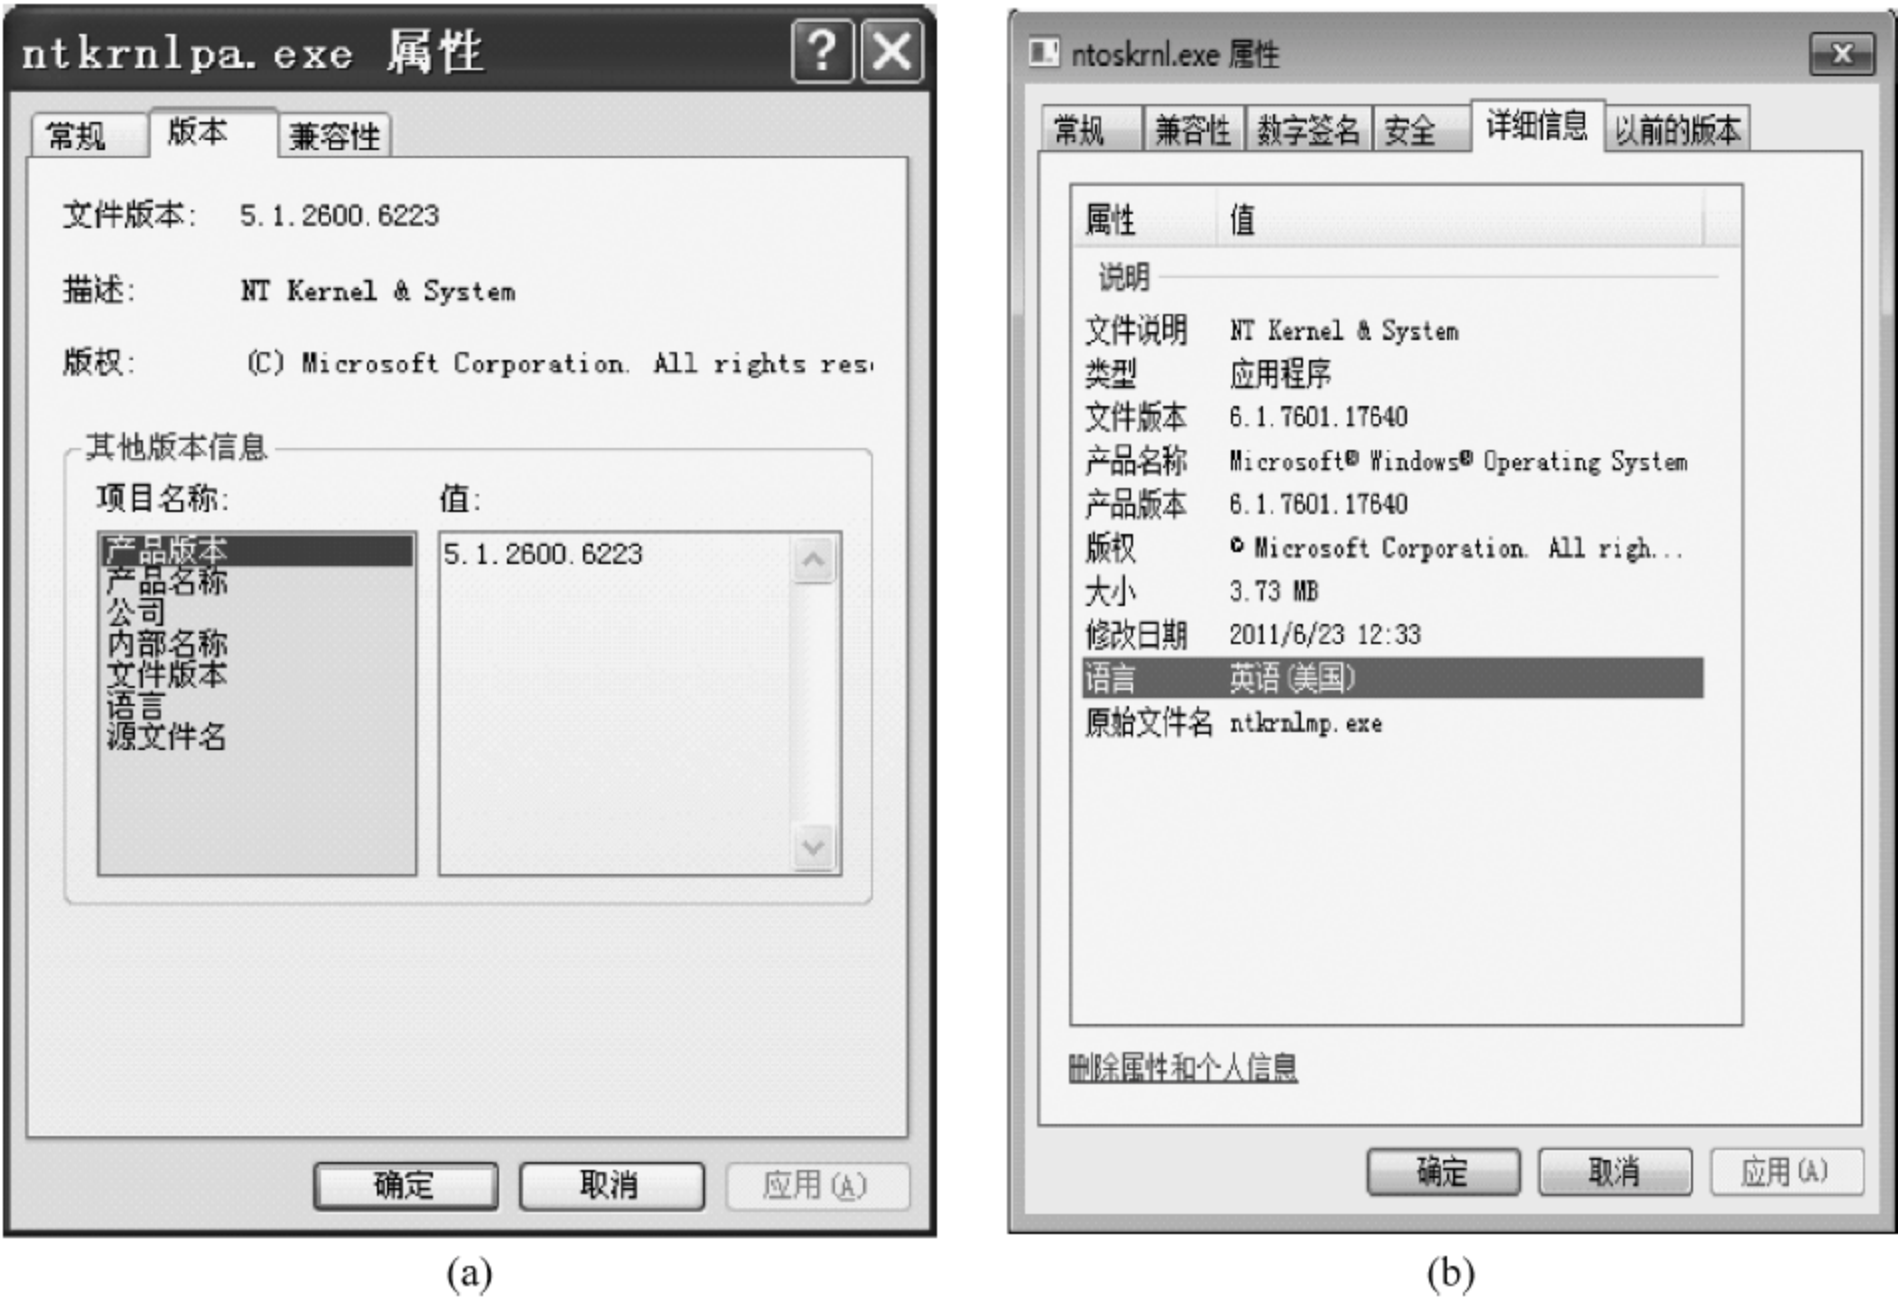 ntkrnlpa.exe 属性
常规 版本 兼容性
文件版本: 5.1.2600.6223
描述: NT Kernel & System
版权: (C) Microsoft Corporation. All rights res
其他版本信息
项目名称: 值:
产品版本 5.1.2600.6223
产品名称
公司
内部名称
文件版本
语言
源文件名
确定 取消 应用(A)
(a)
ntoskrnl.exe 属性
常规 兼容性 数字签名 安全 详细信息 以前的版本
属性 值
说明
文件说明 NT Kernel & System
类型 应用程序
文件版本 6.1.7601.17640
产品名称 Microsoft® Windows® Operating System
产品版本 6.1.7601.17640
版权 © Microsoft Corporation. All righ...
大小 3.73 MB
修改日期 2011/6/23 12:33
语言 英语(美国)
原始文件名 ntkrnlmp.exe
删除属性和个人信息
确定 取消 应用(A)
(b)